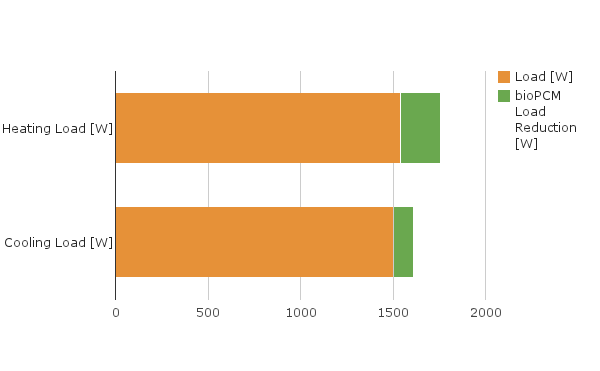 Load [W]
bioPCM
Load
Reduction
[W]
Heating Load [W]
Cooling Load [W]
0
500
1000
1500
2000